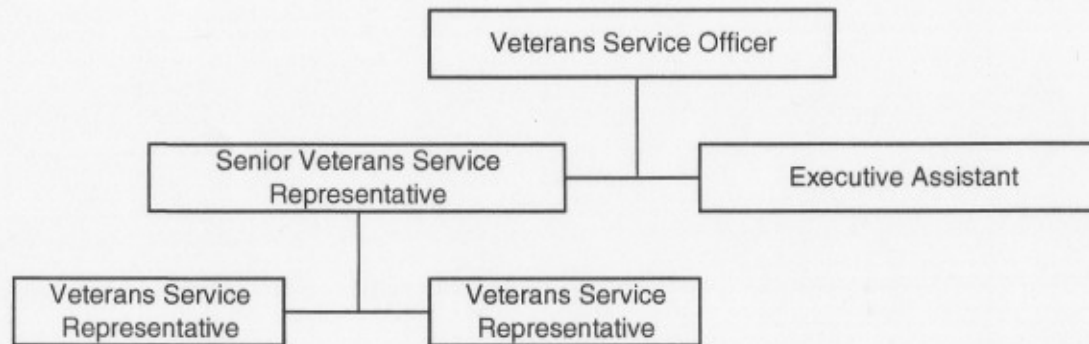 Veterans Service Officer
Senior Veterans Service
Representative
Executive Assistant
Veterans Service
Representative
Veterans Service
Representative